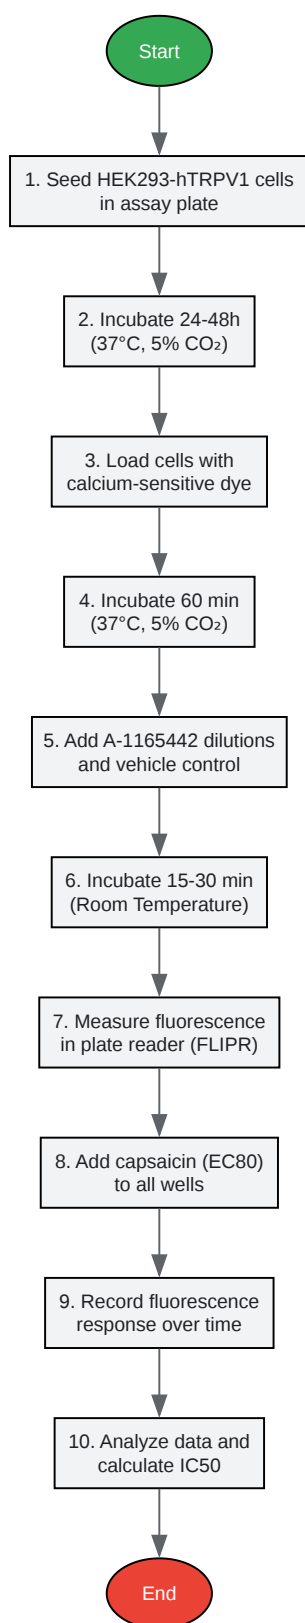 Start
1. Seed HEK293-hTRPV1 cells
in assay plate
2. Incubate 24-48h
(37°C, 5% CO₂)
3. Load cells with
calcium-sensitive dye
4. Incubate 60 min
(37°C, 5% CO₂)
5. Add A-1165442 dilutions
and vehicle control
6. Incubate 15-30 min
(Room Temperature)
7. Measure fluorescence
in plate reader (FLIPR)
8. Add capsaicin (EC80)
to all wells
9. Record fluorescence
response over time
10. Analyze data and
calculate IC50
End